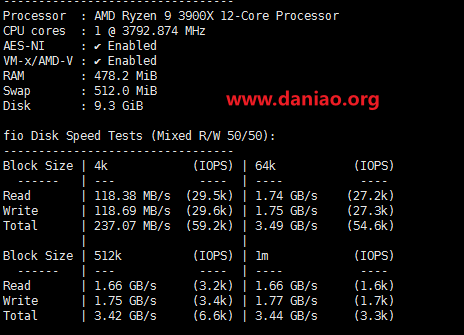 ---------------------------------
Processor  : AMD Ryzen 9 3900X 12-Core Processor
CPU cores  : 1 @ 3792.874 MHz
AES-NI     : ✔ Enabled
VM-x/AMD-V : ✔ Enabled
RAM        : 478.2 MiB
Swap       : 512.0 MiB
Disk       : 9.3 GiB
www.daniao.org
fio Disk Speed Tests (Mixed R/W 50/50):
---------------------------------
Block Size | 4k            (IOPS) | 64k           (IOPS)
  ------   | ---            ----  | ----           ----
Read       | 118.38 MB/s  (29.5k) | 1.74 GB/s    (27.2k)
Write      | 118.69 MB/s  (29.6k) | 1.75 GB/s    (27.3k)
Total      | 237.07 MB/s  (59.2k) | 3.49 GB/s    (54.6k)
           |                      |
Block Size | 512k          (IOPS) | 1m            (IOPS)
  ------   | ---            ----  | ----           ----
Read       | 1.66 GB/s     (3.2k) | 1.66 GB/s     (1.6k)
Write      | 1.75 GB/s     (3.4k) | 1.77 GB/s     (1.7k)
Total      | 3.42 GB/s     (6.6k) | 3.44 GB/s     (3.3k)